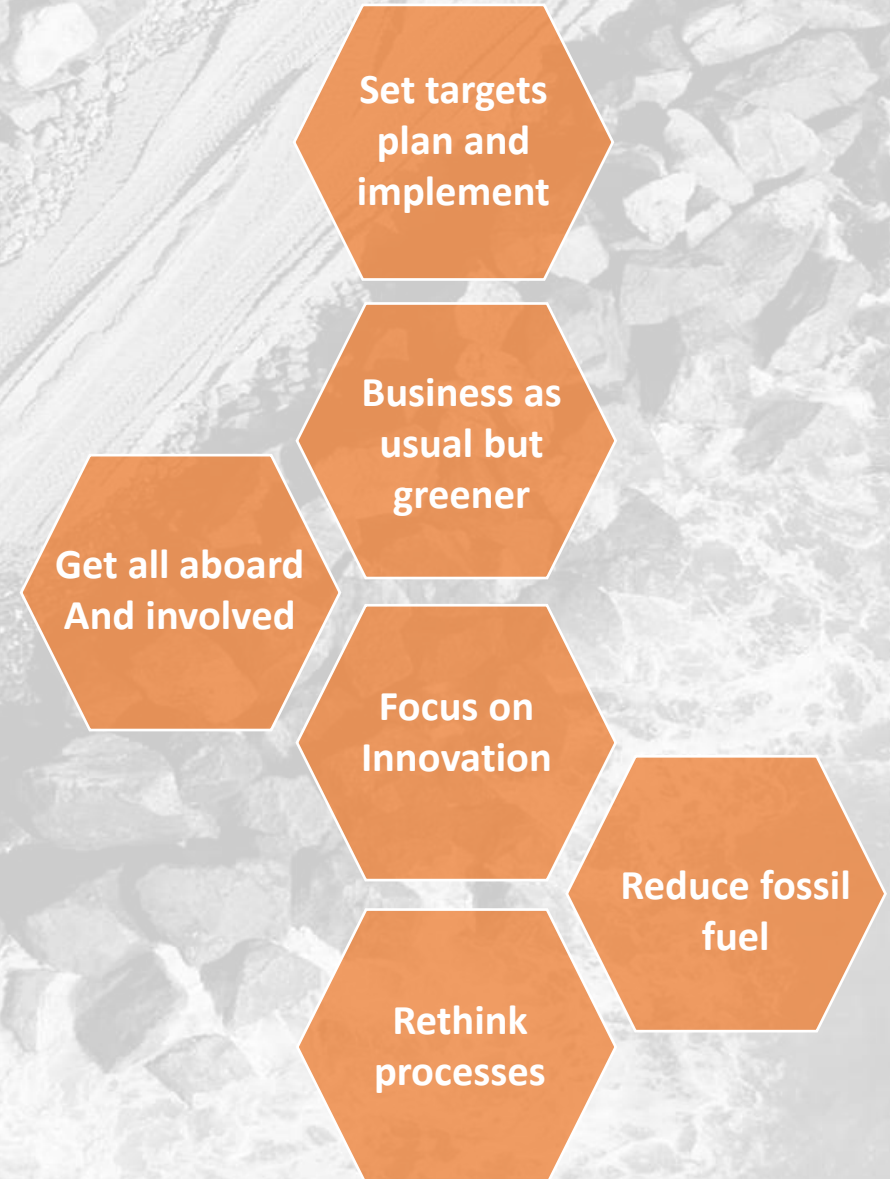 Set targets
plan and
implement
Business as
usual but
greener
Get all aboard
And involved
Focus on
Innovation
Reduce fossil
fuel
Rethink
processes